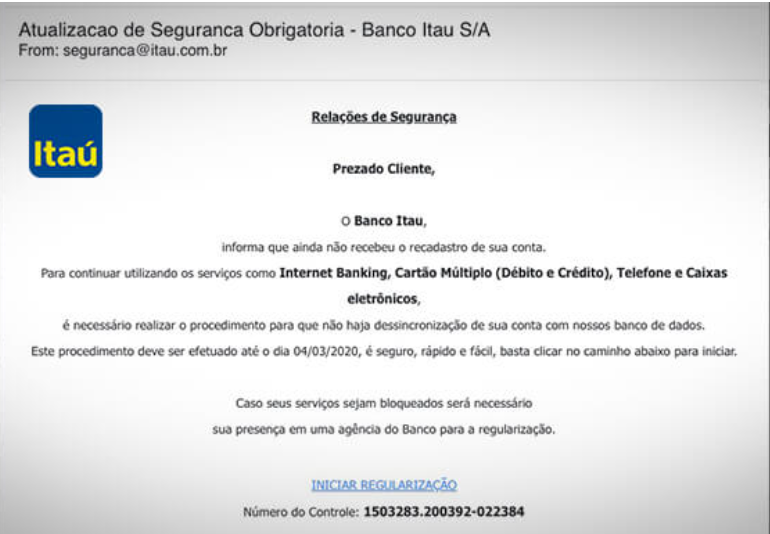 Atualizacao de Seguranca Obrigatoria - Banco Itau S/A
From: seguranca@itau.com.br
Itaú
Relações de Segurança
Prezado Cliente,
O Banco Itau,
informa que ainda não recebeu o recadastro de sua conta.
Para continuar utilizando os serviços como Internet Banking, Cartão Múltiplo (Débito e Crédito), Telefone e Caixas
eletrônicos,
é necessário realizar o procedimento para que não haja dessincronização de sua conta com nossos banco de dados.
Este procedimento deve ser efetuado até o dia 04/03/2020, é seguro, rápido e fácil, basta clicar no caminho abaixo para iniciar.
Caso seus serviços sejam bloqueados será necessário
sua presença em uma agência do Banco para a regularização.
INICIAR REGULARIZAÇÃO
Número do Controle: 1503283.200392-022384